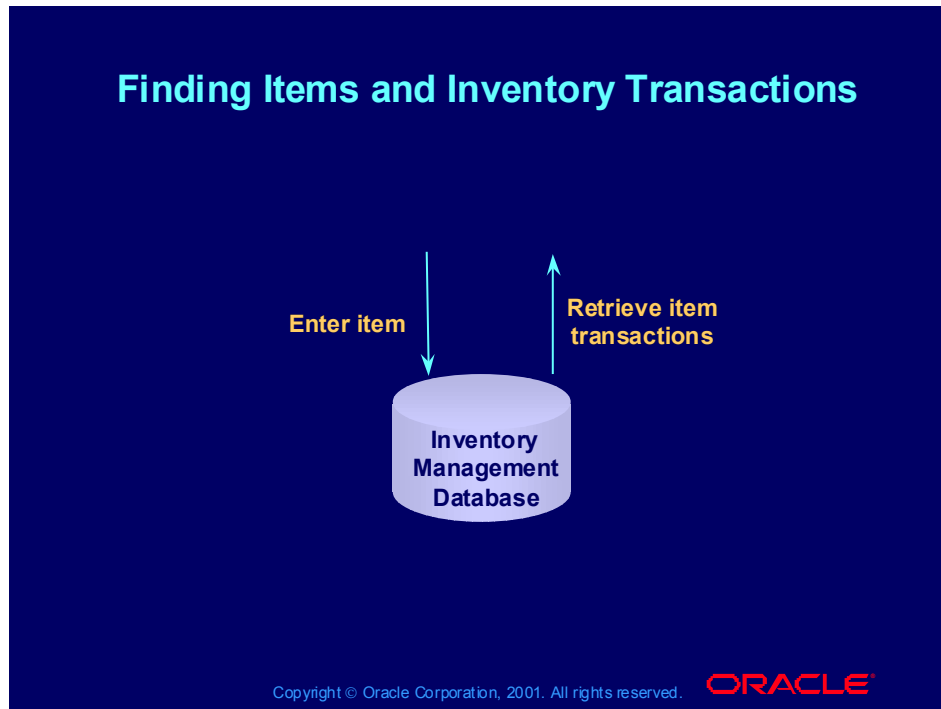 Finding Items and Inventory Transactions
Enter item
Retrieve item
transactions
Inventory
Management
Database
Copyright © Oracle Corporation, 2001. All rights reserved.
ORACLE®